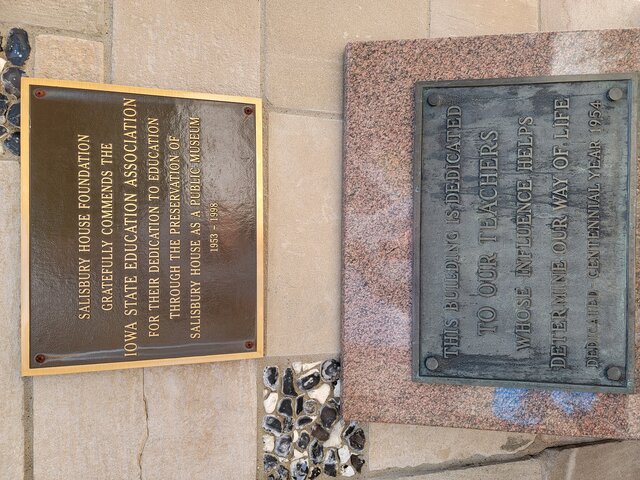 SALISBURY HOUSE FOUNDATION
GRATEFULLY COMMENDS THE
IOWA STATE EDUCATION ASSOCIATION
FOR THEIR DEDICATION TO EDUCATION
THROUGH THE PRESERVATION OF
SALISBURY HOUSE AS A PUBLIC MUSEUM
1953 - 1998
THIS BUILDING IS DEDICATED
TO OUR TEACHERS
WHOSE INFLUENCE HELPS
DETERMINE OUR WAY OF LIFE
DEDICATED CENTENNIAL YEAR 1954